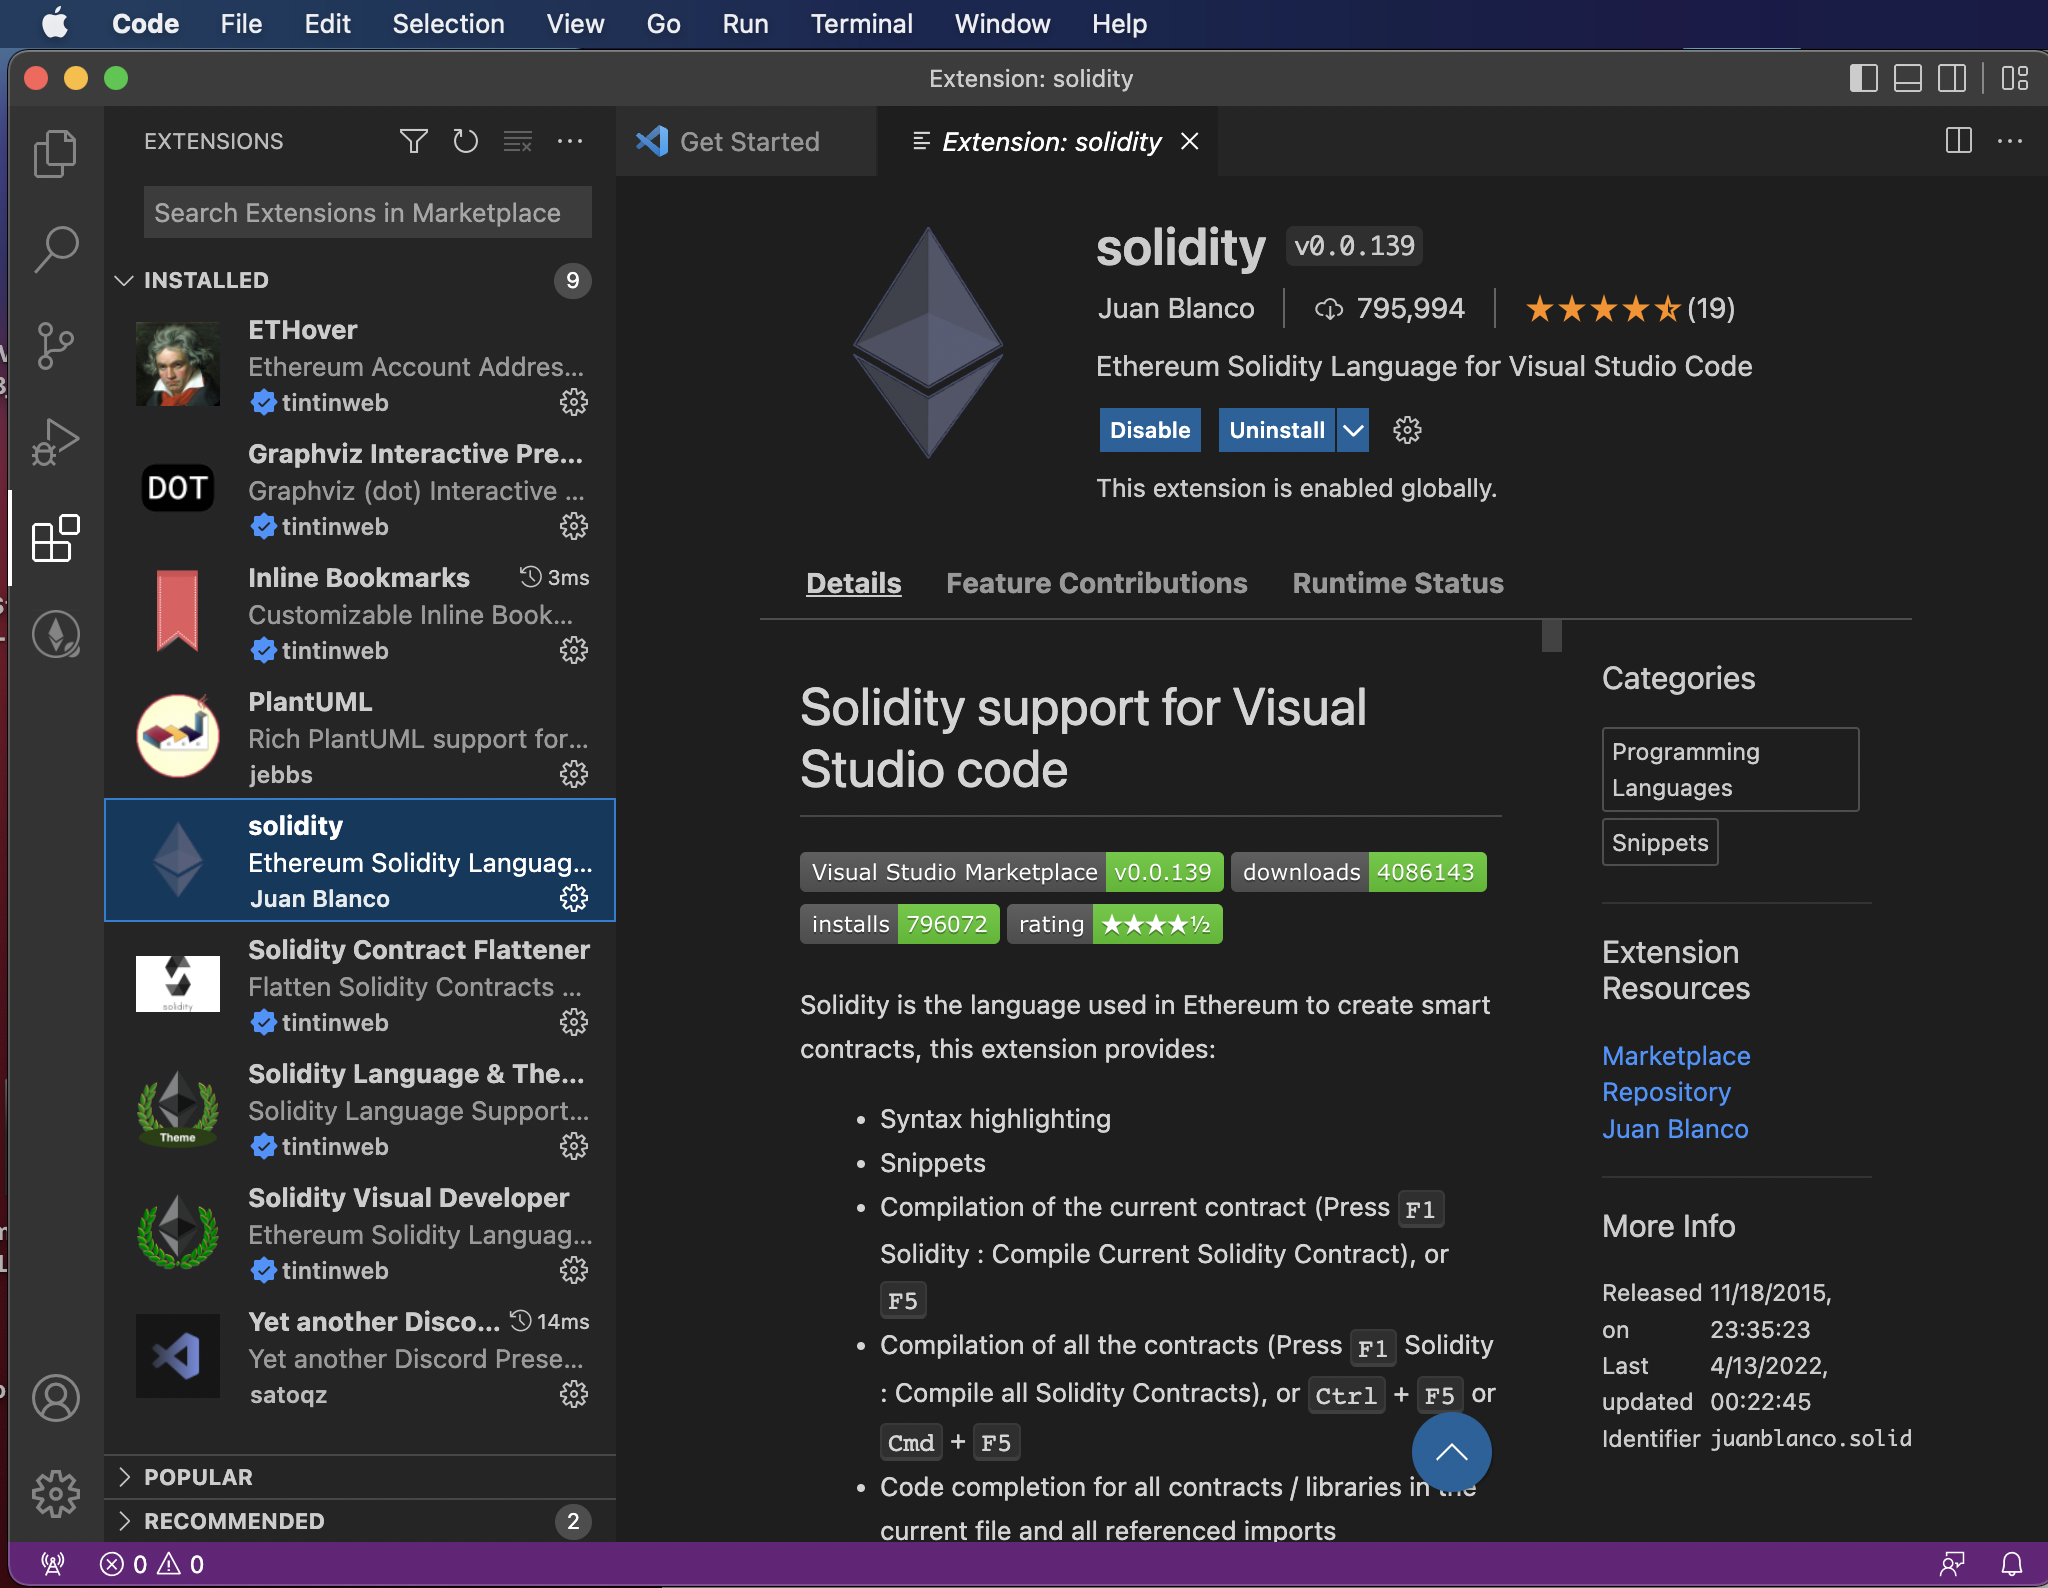 Code File Edit Selection View Go Run Terminal Window Help
Extension: solidity
EXTENSIONS
Get Started
Extension: solidity
Search Extensions in Marketplace
INSTALLED 9
ETHover
Ethereum Account Addres...
tintinweb
DOT
Graphviz Interactive Pre...
Graphviz (dot) Interactive ...
tintinweb
Inline Bookmarks 3ms
Customizable Inline Book...
tintinweb
PlantUML
Rich PlantUML support for...
jebbs
solidity
Ethereum Solidity Languag...
Juan Blanco
solidity
Solidity Contract Flattener
Flatten Solidity Contracts ...
tintinweb
Theme
Solidity Language & The...
Solidity Language Support...
tintinweb
Solidity Visual Developer
Ethereum Solidity Languag...
tintinweb
Yet another Disco... 14ms
Yet another Discord Prese...
satoqz
POPULAR
RECOMMENDED 2
0 0
solidity v0.0.139
Juan Blanco 795,994 (19)
Ethereum Solidity Language for Visual Studio Code
Disable Uninstall
This extension is enabled globally.
Details Feature Contributions Runtime Status
Solidity support for Visual
Studio code
Visual Studio Marketplace v0.0.139 downloads 4086143
installs 796072 rating ★★★★½
Solidity is the language used in Ethereum to create smart
contracts, this extension provides:
• Syntax highlighting
• Snippets
• Compilation of the current contract (Press F1
Solidity : Compile Current Solidity Contract), or
F5
• Compilation of all the contracts (Press F1 Solidity
: Compile all Solidity Contracts), or Ctrl + F5 or
Cmd + F5
• Code completion for all contracts / libraries in the
current file and all referenced imports
Categories
Programming
Languages
Snippets
Extension
Resources
Marketplace
Repository
Juan Blanco
More Info
Released 11/18/2015,
on 23:35:23
Last 4/13/2022,
updated 00:22:45
Identifier juanblanco.solid